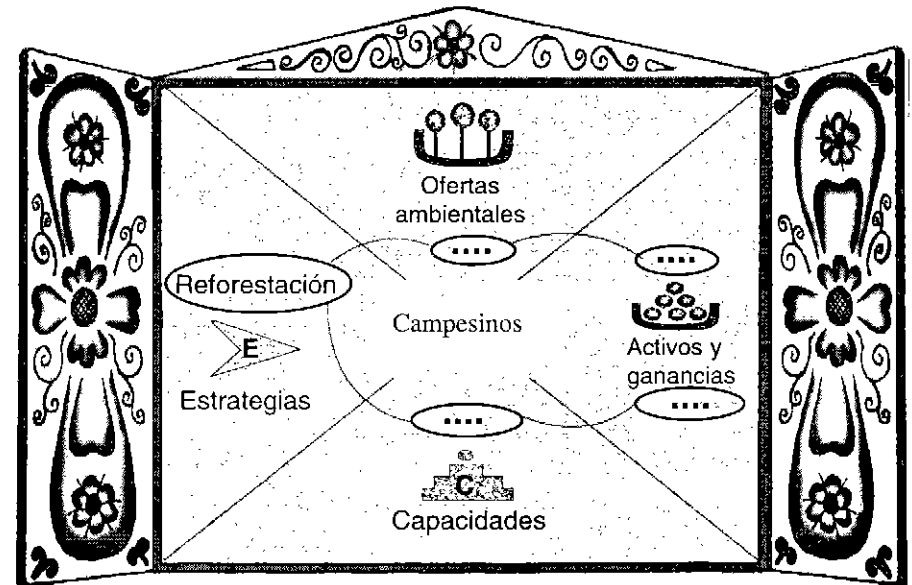 Ofertas
ambientales
....
....
Reforestación
Campesinos
E
Activos y
ganancias
Estrategias
....
....
C
Capacidades